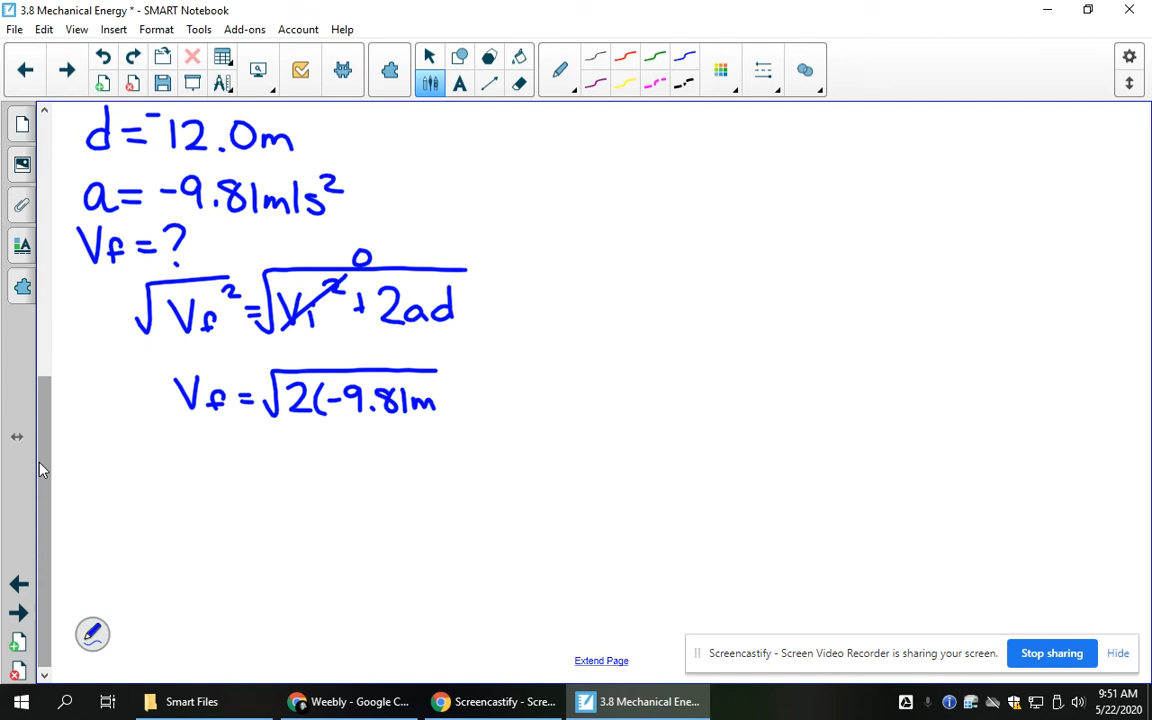 3.8 Mechanical Energy * - SMART Notebook
File Edit View Insert Format Tools Add-ons Account Help
d = -12.0m
a = -9.81m/s²
Vf = ?
0
√Vf² = √Vi² + 2ad
Vf = √2(-9.81m
Extend Page
Screencastify - Screen Video Recorder is sharing your screen. Stop sharing Hide
Smart Files Weebly - Google C... Screencastify - Scre... 3.8 Mechanical Ene... 9:51 AM
5/22/2020